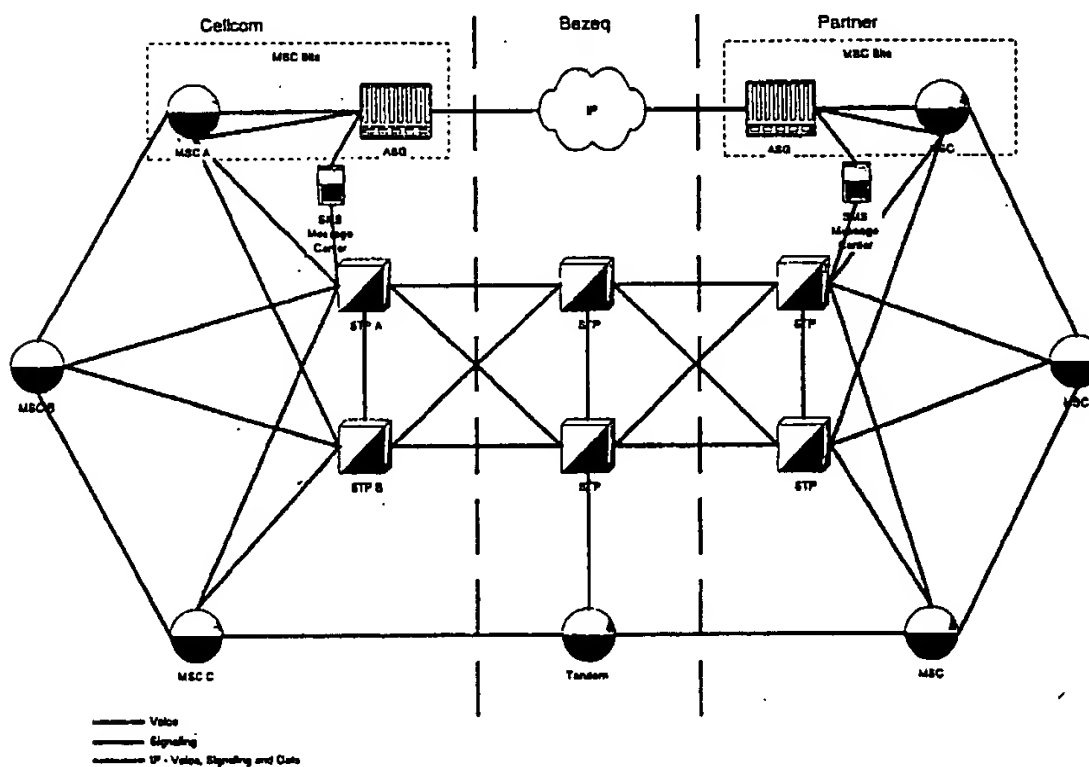 Cellcom
Bezeq
Partner
MSC Site
MSC Site
IP
MSC A
ASG
ASG
MSC
SMS
Message
Center
SMS
Message
Center
STP A
STP
STP
MSC B
MSC
STP B
STP
STP
MSC C
Tandem
MSC
Voice
Signaling
IP - Voice, Signaling and Data